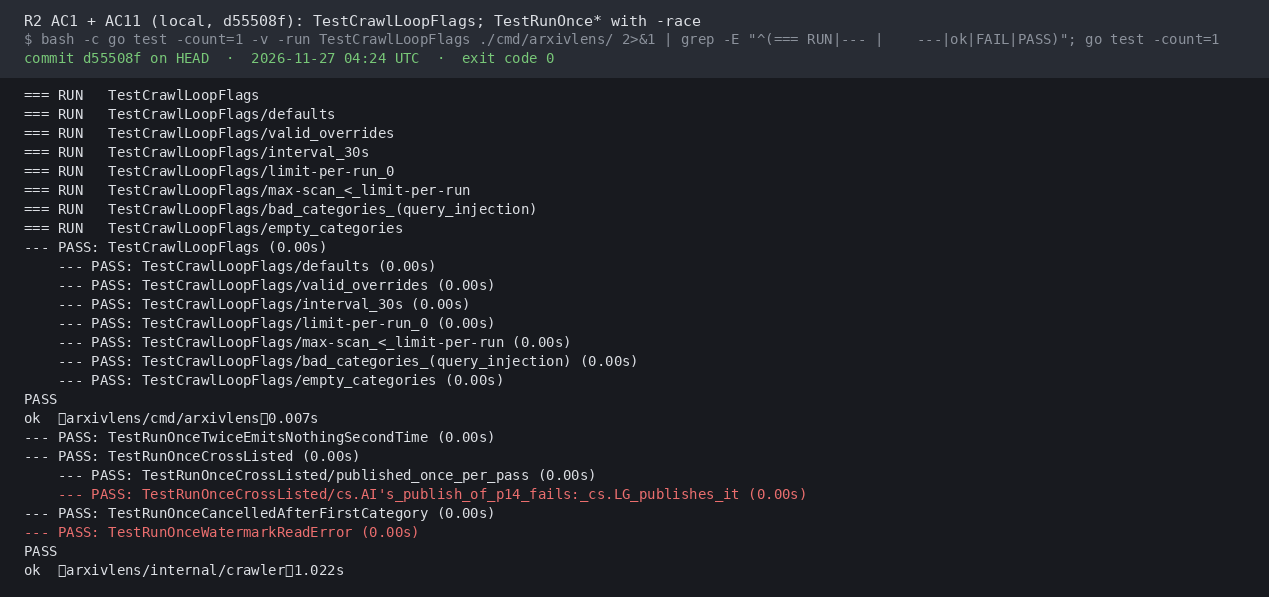 R2 AC1 + AC11 (local, d55508f): TestCrawlLoopFlags; TestRunOnce* with -race
$ bash -c go test -count=1 -v -run TestCrawlLoopFlags ./cmd/arxivlens/ 2>&1 | grep -E "^(=== RUN|--- |    ---|ok|FAIL|PASS)"; go test -count=1
commit d55508f on HEAD  ·  2026-11-27 04:24 UTC  ·  exit code 0
=== RUN   TestCrawlLoopFlags
=== RUN   TestCrawlLoopFlags/defaults
=== RUN   TestCrawlLoopFlags/valid_overrides
=== RUN   TestCrawlLoopFlags/interval_30s
=== RUN   TestCrawlLoopFlags/limit-per-run_0
=== RUN   TestCrawlLoopFlags/max-scan_<_limit-per-run
=== RUN   TestCrawlLoopFlags/bad_categories_(query_injection)
=== RUN   TestCrawlLoopFlags/empty_categories
--- PASS: TestCrawlLoopFlags (0.00s)
    --- PASS: TestCrawlLoopFlags/defaults (0.00s)
    --- PASS: TestCrawlLoopFlags/valid_overrides (0.00s)
    --- PASS: TestCrawlLoopFlags/interval_30s (0.00s)
    --- PASS: TestCrawlLoopFlags/limit-per-run_0 (0.00s)
    --- PASS: TestCrawlLoopFlags/max-scan_<_limit-per-run (0.00s)
    --- PASS: TestCrawlLoopFlags/bad_categories_(query_injection) (0.00s)
    --- PASS: TestCrawlLoopFlags/empty_categories (0.00s)
PASS
ok  □arxivlens/cmd/arxivlens□0.007s
--- PASS: TestRunOnceTwiceEmitsNothingSecondTime (0.00s)
--- PASS: TestRunOnceCrossListed (0.00s)
    --- PASS: TestRunOnceCrossListed/published_once_per_pass (0.00s)
    --- PASS: TestRunOnceCrossListed/cs.AI's_publish_of_p14_fails:_cs.LG_publishes_it (0.00s)
--- PASS: TestRunOnceCancelledAfterFirstCategory (0.00s)
--- PASS: TestRunOnceWatermarkReadError (0.00s)
PASS
ok  □arxivlens/internal/crawler□1.022s